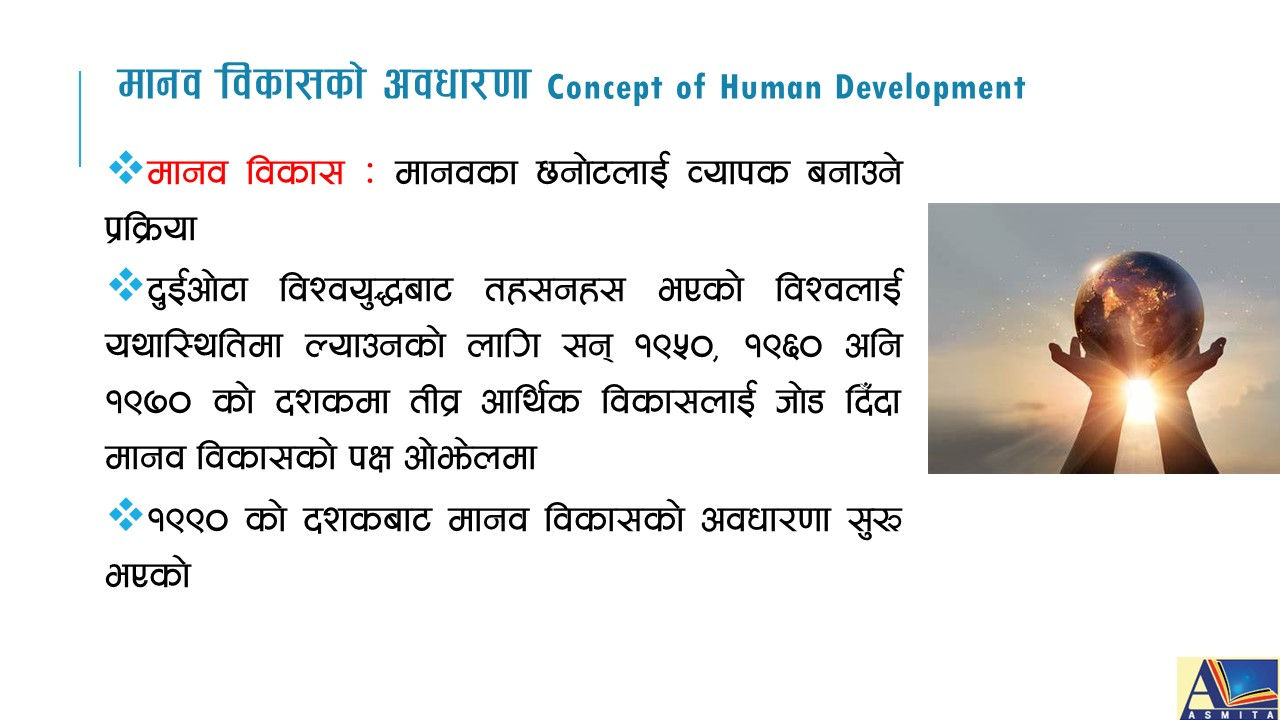 मानव विकासको अवधारणा Concept of Human Development
❖मानव विकास : मानवका छनोटलाई व्यापक बनाउने
प्रक्रिया
❖दुईओटा विश्वयुद्धबाट तहसनहस भएको विश्वलाई
यथास्थितिमा ल्याउनको लागि सन् १९५०, १९६० अनि
१९७० को दशकमा तीव्र आर्थिक विकासलाई जोड दिँदा
मानव विकासको पक्ष ओझेलमा
❖१९९० को दशकबाट मानव विकासको अवधारणा सुरु
भएको
ASMITA